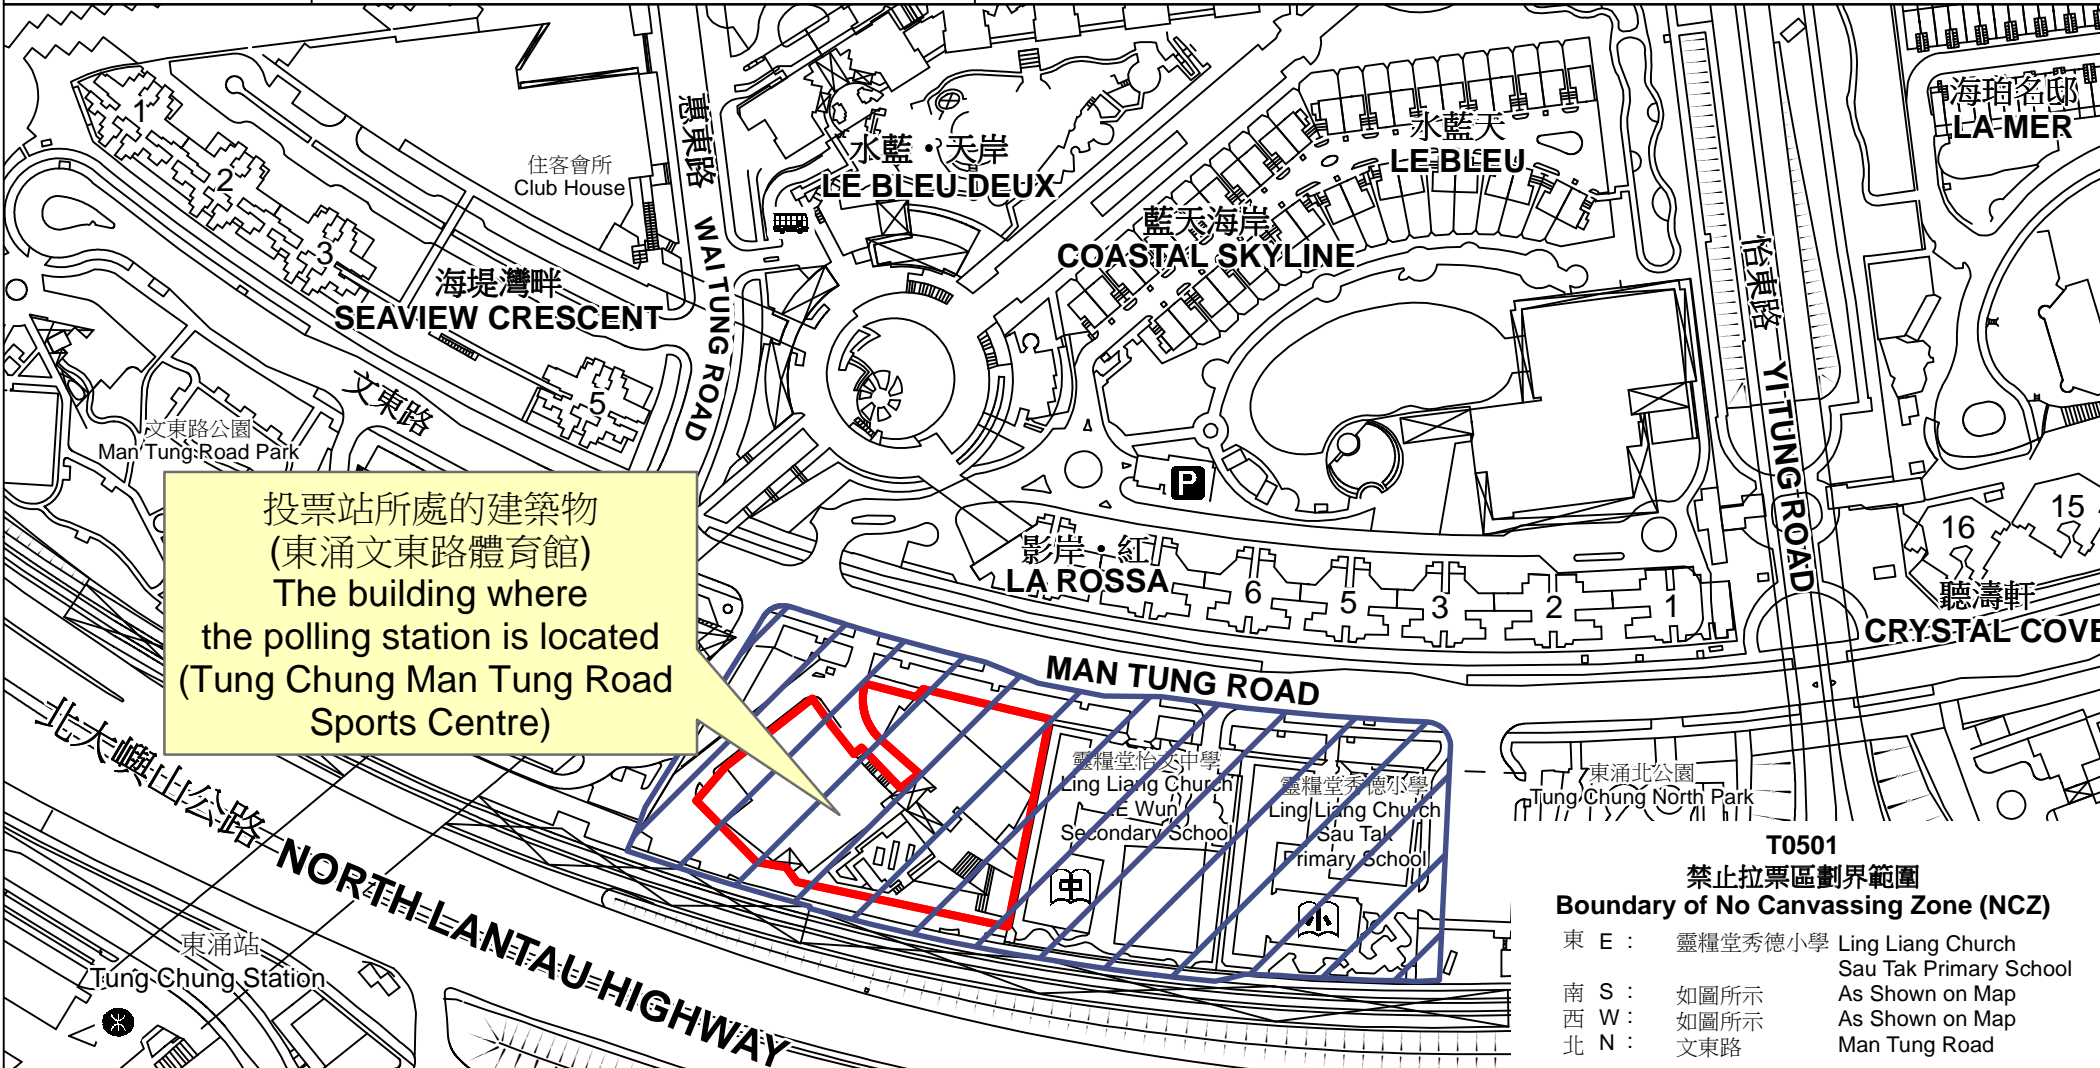 1
2
3
5
住客會所
Club House
惠東路 WAI TUNG ROAD
水藍・天岸
LE BLEU DEUX
水藍天
LE BLEU
海珀名邸
LA MER
藍天海岸
COASTAL SKYLINE
海堤灣畔
SEAVIEW CRESCENT
怡東路 YI TUNG ROAD
文東路
文東路公園
Man Tung Road Park
P
投票站所處的建築物
(東涌文東路體育館)
The building where
the polling station is located
(Tung Chung Man Tung Road
Sports Centre)
影岸・紅
LA ROSSA
6
5
3
2
1
16
15
聽濤軒
CRYSTAL COVE
MAN TUNG ROAD
靈糧堂怡文中學
Ling Liang Church
E Wun
Secondary School
中
靈糧堂秀德小學
Ling Liang Church
Sau Tak
Primary School
小
東涌北公園
Tung Chung North Park
北大嶼山公路 NORTH LANTAU HIGHWAY
東涌站
Tung Chung Station
T0501
禁止拉票區劃界範圍
Boundary of No Canvassing Zone (NCZ)
東 E : 靈糧堂秀德小學 Ling Liang Church
Sau Tak Primary School
南 S : 如圖所示 As Shown on Map
西 W : 如圖所示 As Shown on Map
北 N : 文東路 Man Tung Road